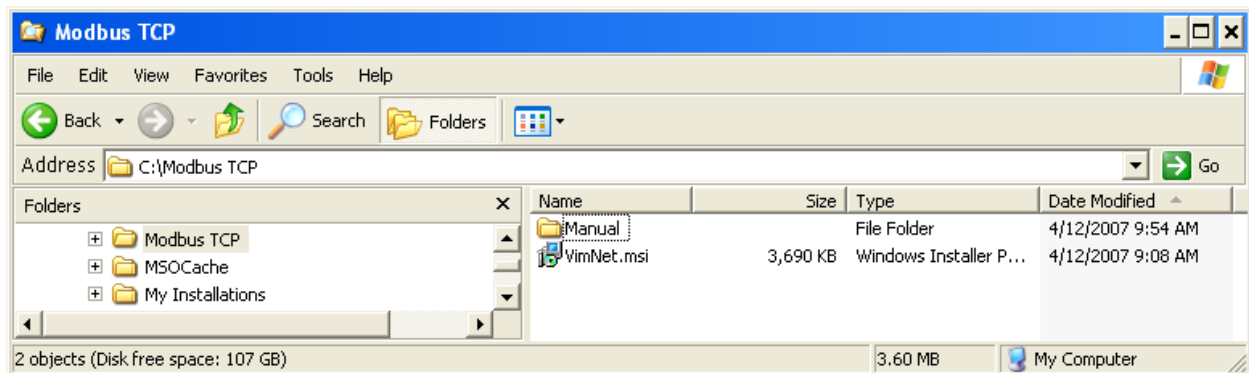 Modbus TCP
File Edit View Favorites Tools Help
Back Search Folders
Address C:\Modbus TCP Go
Folders
Modbus TCP
MSOCache
My Installations
Name Size Type Date Modified
Manual File Folder 4/12/2007 9:54 AM
VimNet.msi 3,690 KB Windows Installer P... 4/12/2007 9:08 AM
2 objects (Disk free space: 107 GB) 3.60 MB My Computer